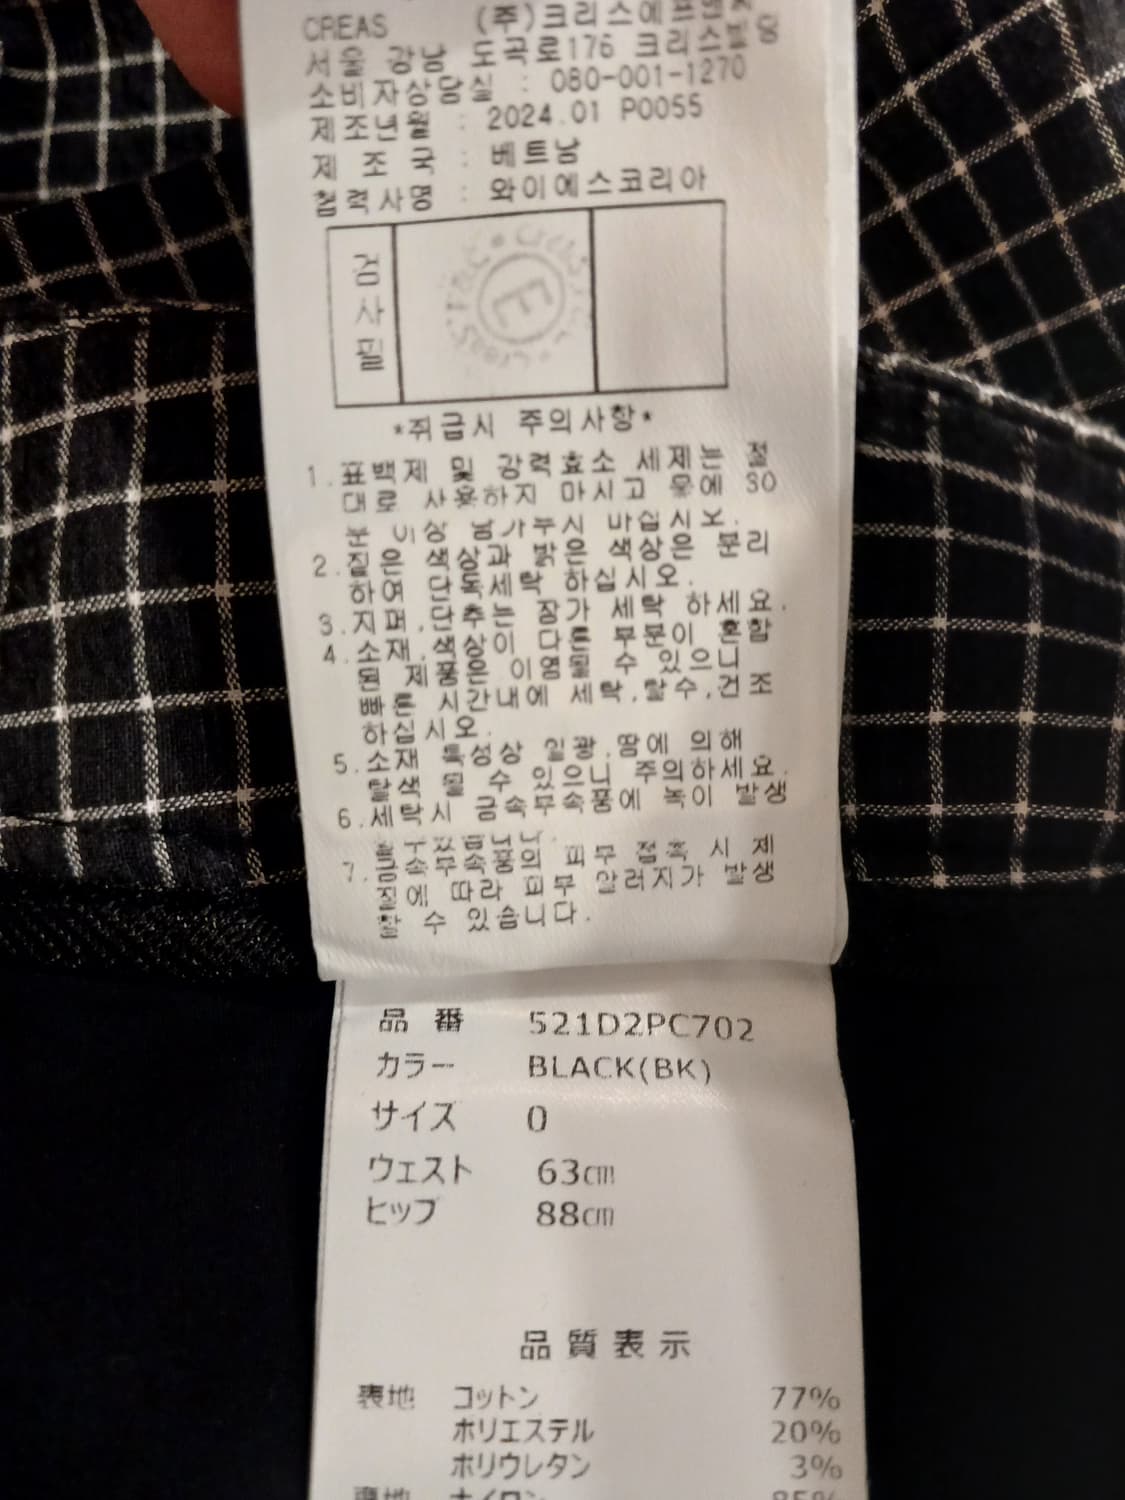 CREAS (주)크리스에프앤씨
서울 강남 도곡로176 크리스빌딩
소비자상담실 : 080-001-1270
제조년월 : 2024.01 P0055
제 조 국 : 베트남
협력사명 : 와이에스코리아
검사필
E
*취급시 주의사항*
1.표백제 및 강력효소 세제는 절
대로 사용하지 마시고 물에 30
분 이상 담가두시 마십시오.
2.짙은 색상과 밝은 색상은 분리
하여 단독세탁 하십시오.
3.지퍼,단추는 잠가 세탁 하세요.
4.소재,색상이 다른 부분이 혼합
된 제품은 이염될 수 있으니
빠른 시간내에 세탁,탈수,건조
하십시오.
5.소재 특성상 일광,땀에 의해
탈색 될 수 있으니 주의하세요.
6.세탁시 금속부속품에 녹이 발생
할수있습니다.
7.금속부속품의 피부 접촉 시 체
질에 따라 피부 알러지가 발생
할 수 있습니다.
品番 521D2PC702
カラー BLACK(BK)
サイズ 0
ウェスト 63cm
ヒップ 88cm
品質表示
表地 コットン 77%
ポリエステル 20%
ポリウレタン 3%
裏地 ナイロン 85%